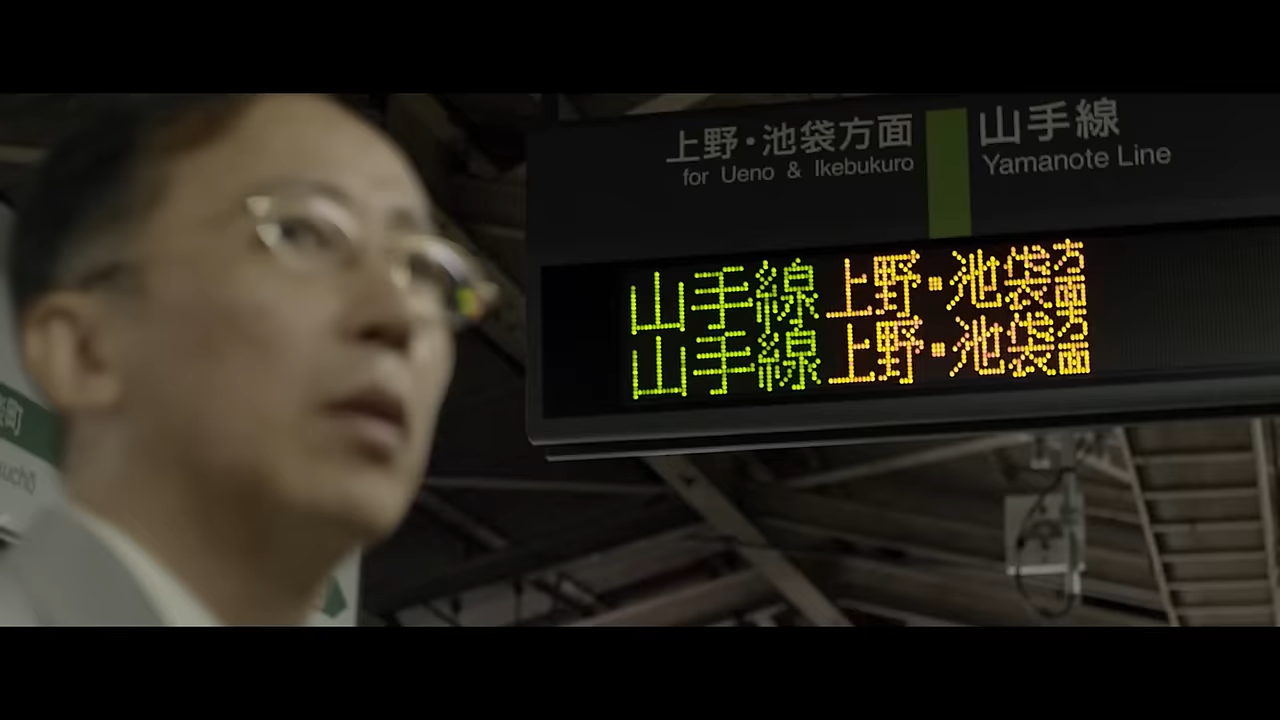 上野・池袋方面
for Ueno & Ikebukuro
山手線
Yamanote Line
山手線 上野・池袋方面
山手線 上野・池袋方面
町